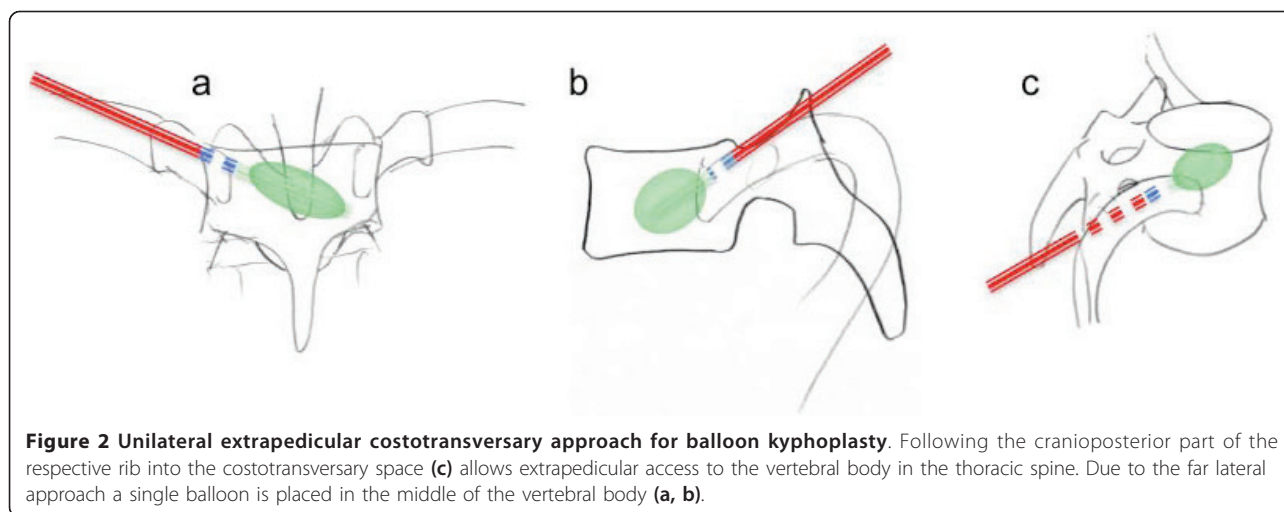 a
b
c
Figure 2 Unilateral extrapedicular costotransversary approach for balloon kyphoplasty. Following the cranioposterior part of the
respective rib into the costotransversary space (c) allows extrapedicular access to the vertebral body in the thoracic spine. Due to the far lateral
approach a single balloon is placed in the middle of the vertebral body (a, b).